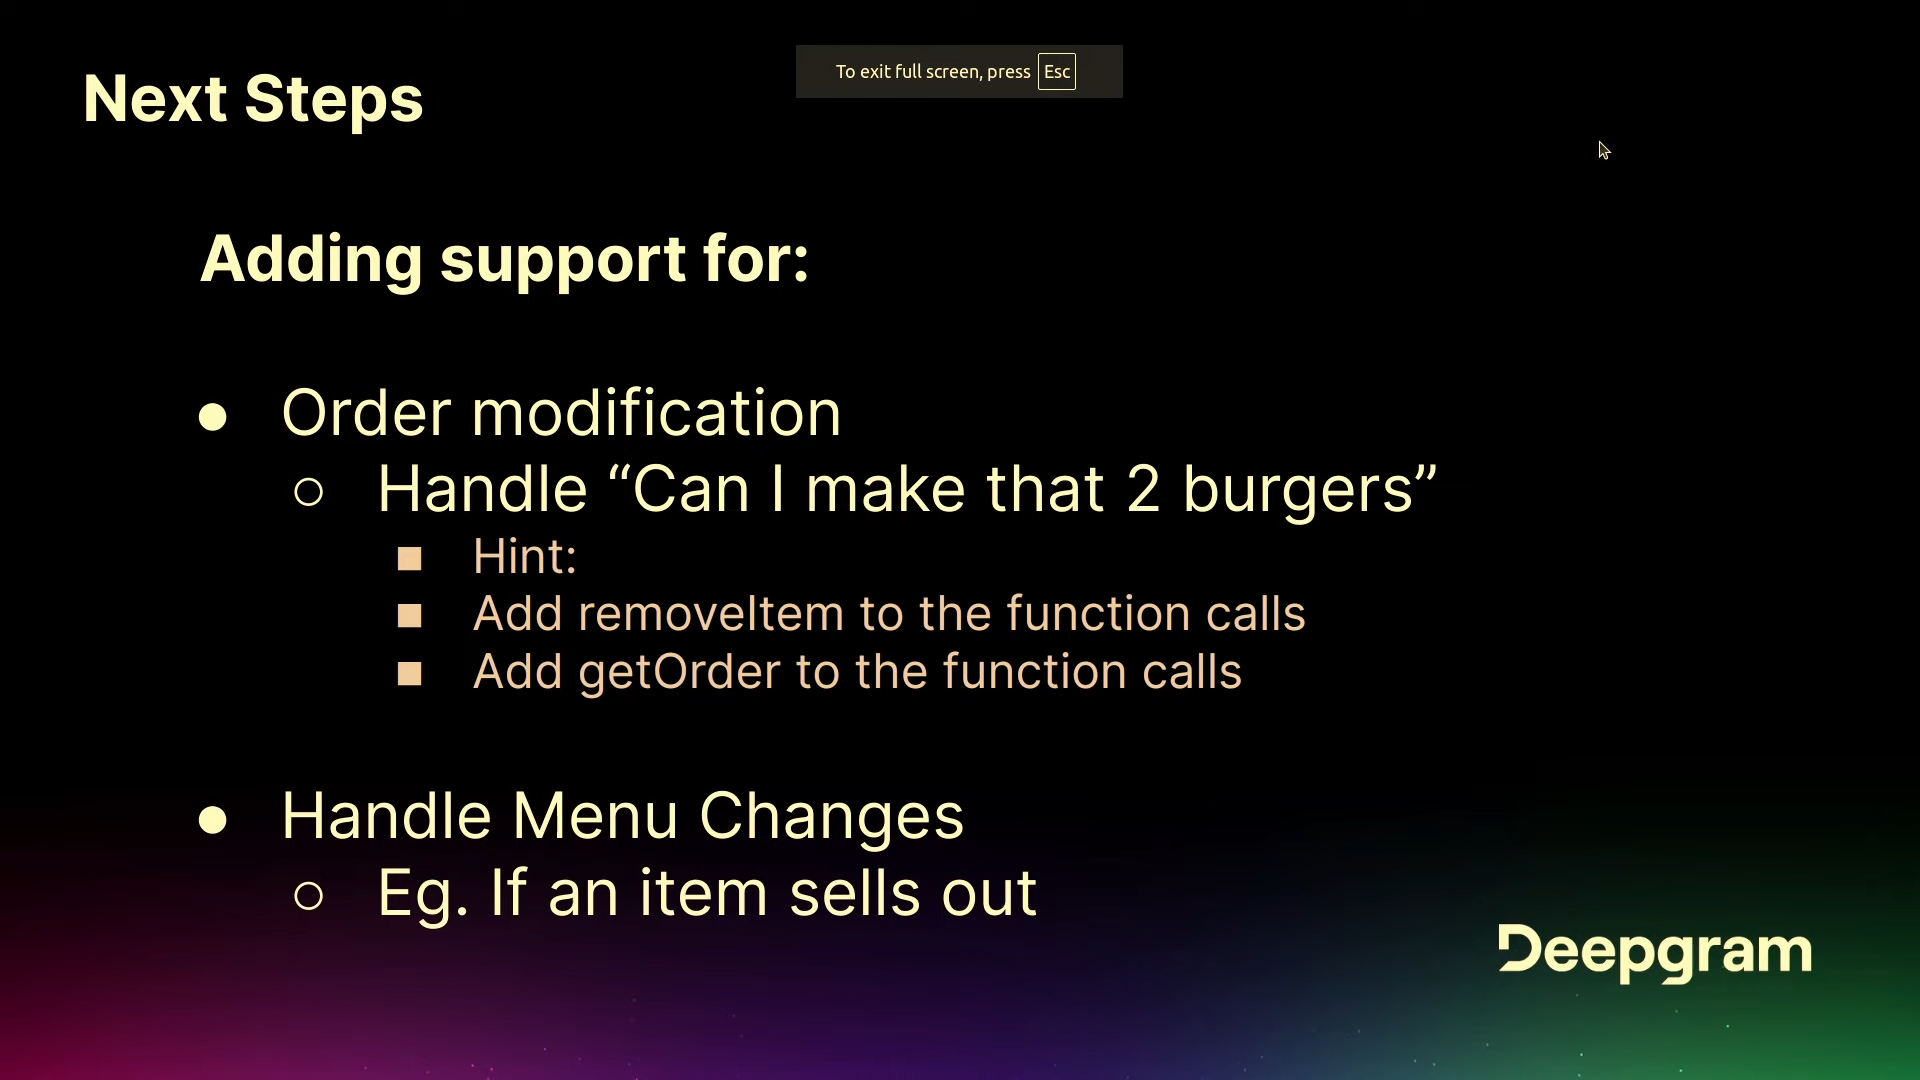 To exit full screen, press Esc
Next Steps
Adding support for:
● Order modification
○ Handle “Can I make that 2 burgers”
■ Hint:
■ Add removeItem to the function calls
■ Add getOrder to the function calls
● Handle Menu Changes
○ Eg. If an item sells out
Deepgram